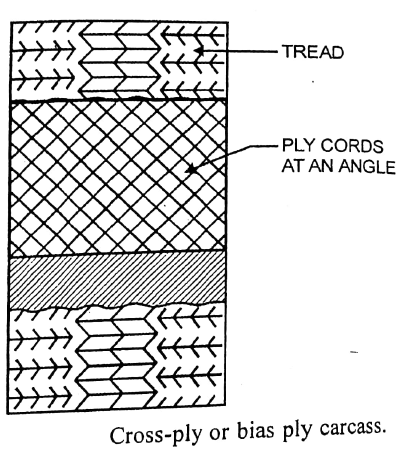 TREAD
PLY CORDS
AT AN ANGLE
Cross-ply or bias ply carcass.